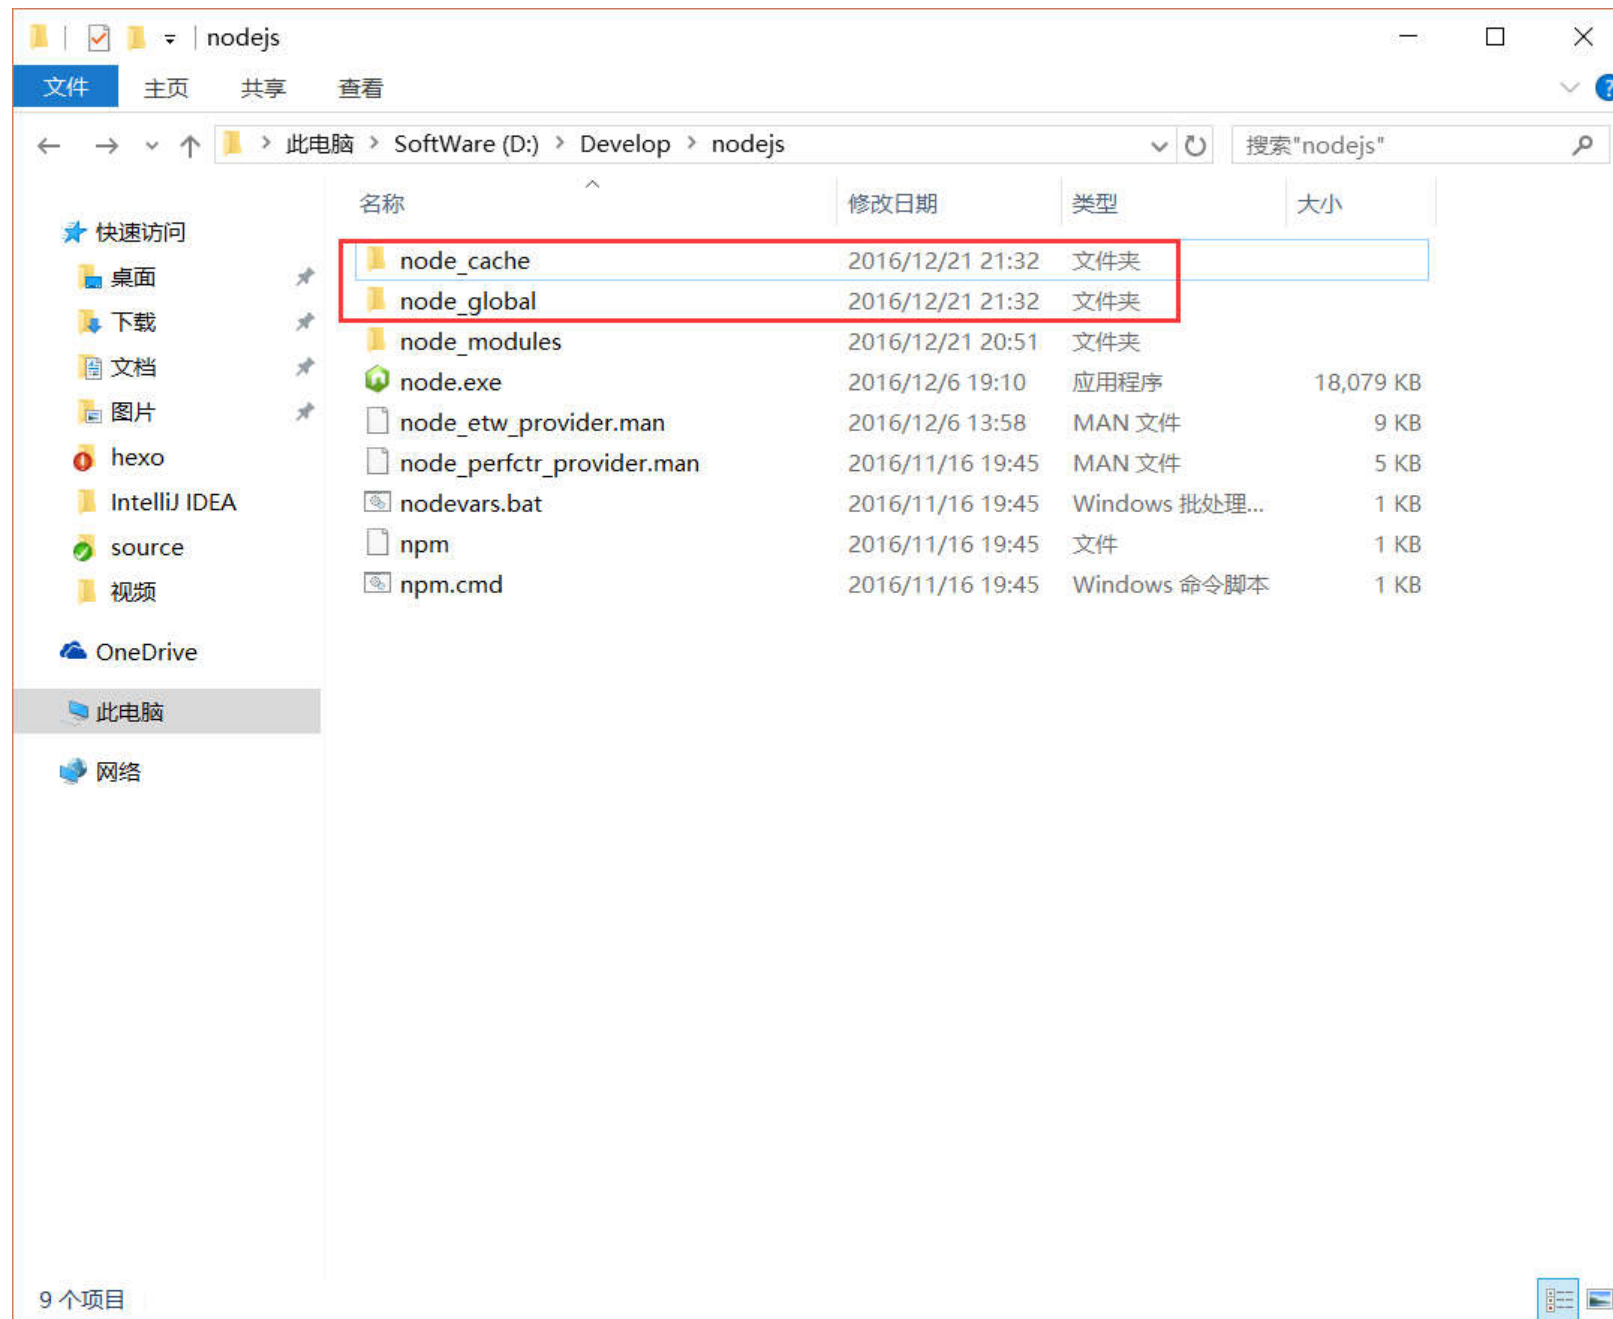 nodejs
文件 主页 共享 查看
此电脑 SoftWare (D:) Develop nodejs 搜索"nodejs"
名称 修改日期 类型 大小
快速访问
桌面
下载
文档
图片
hexo
IntelliJ IDEA
source
视频
OneDrive
此电脑
网络
node_cache 2016/12/21 21:32 文件夹
node_global 2016/12/21 21:32 文件夹
node_modules 2016/12/21 20:51 文件夹
node.exe 2016/12/6 19:10 应用程序 18,079 KB
node_etw_provider.man 2016/12/6 13:58 MAN 文件 9 KB
node_perfctr_provider.man 2016/11/16 19:45 MAN 文件 5 KB
nodevars.bat 2016/11/16 19:45 Windows 批处理... 1 KB
npm 2016/11/16 19:45 文件 1 KB
npm.cmd 2016/11/16 19:45 Windows 命令脚本 1 KB
9 个项目